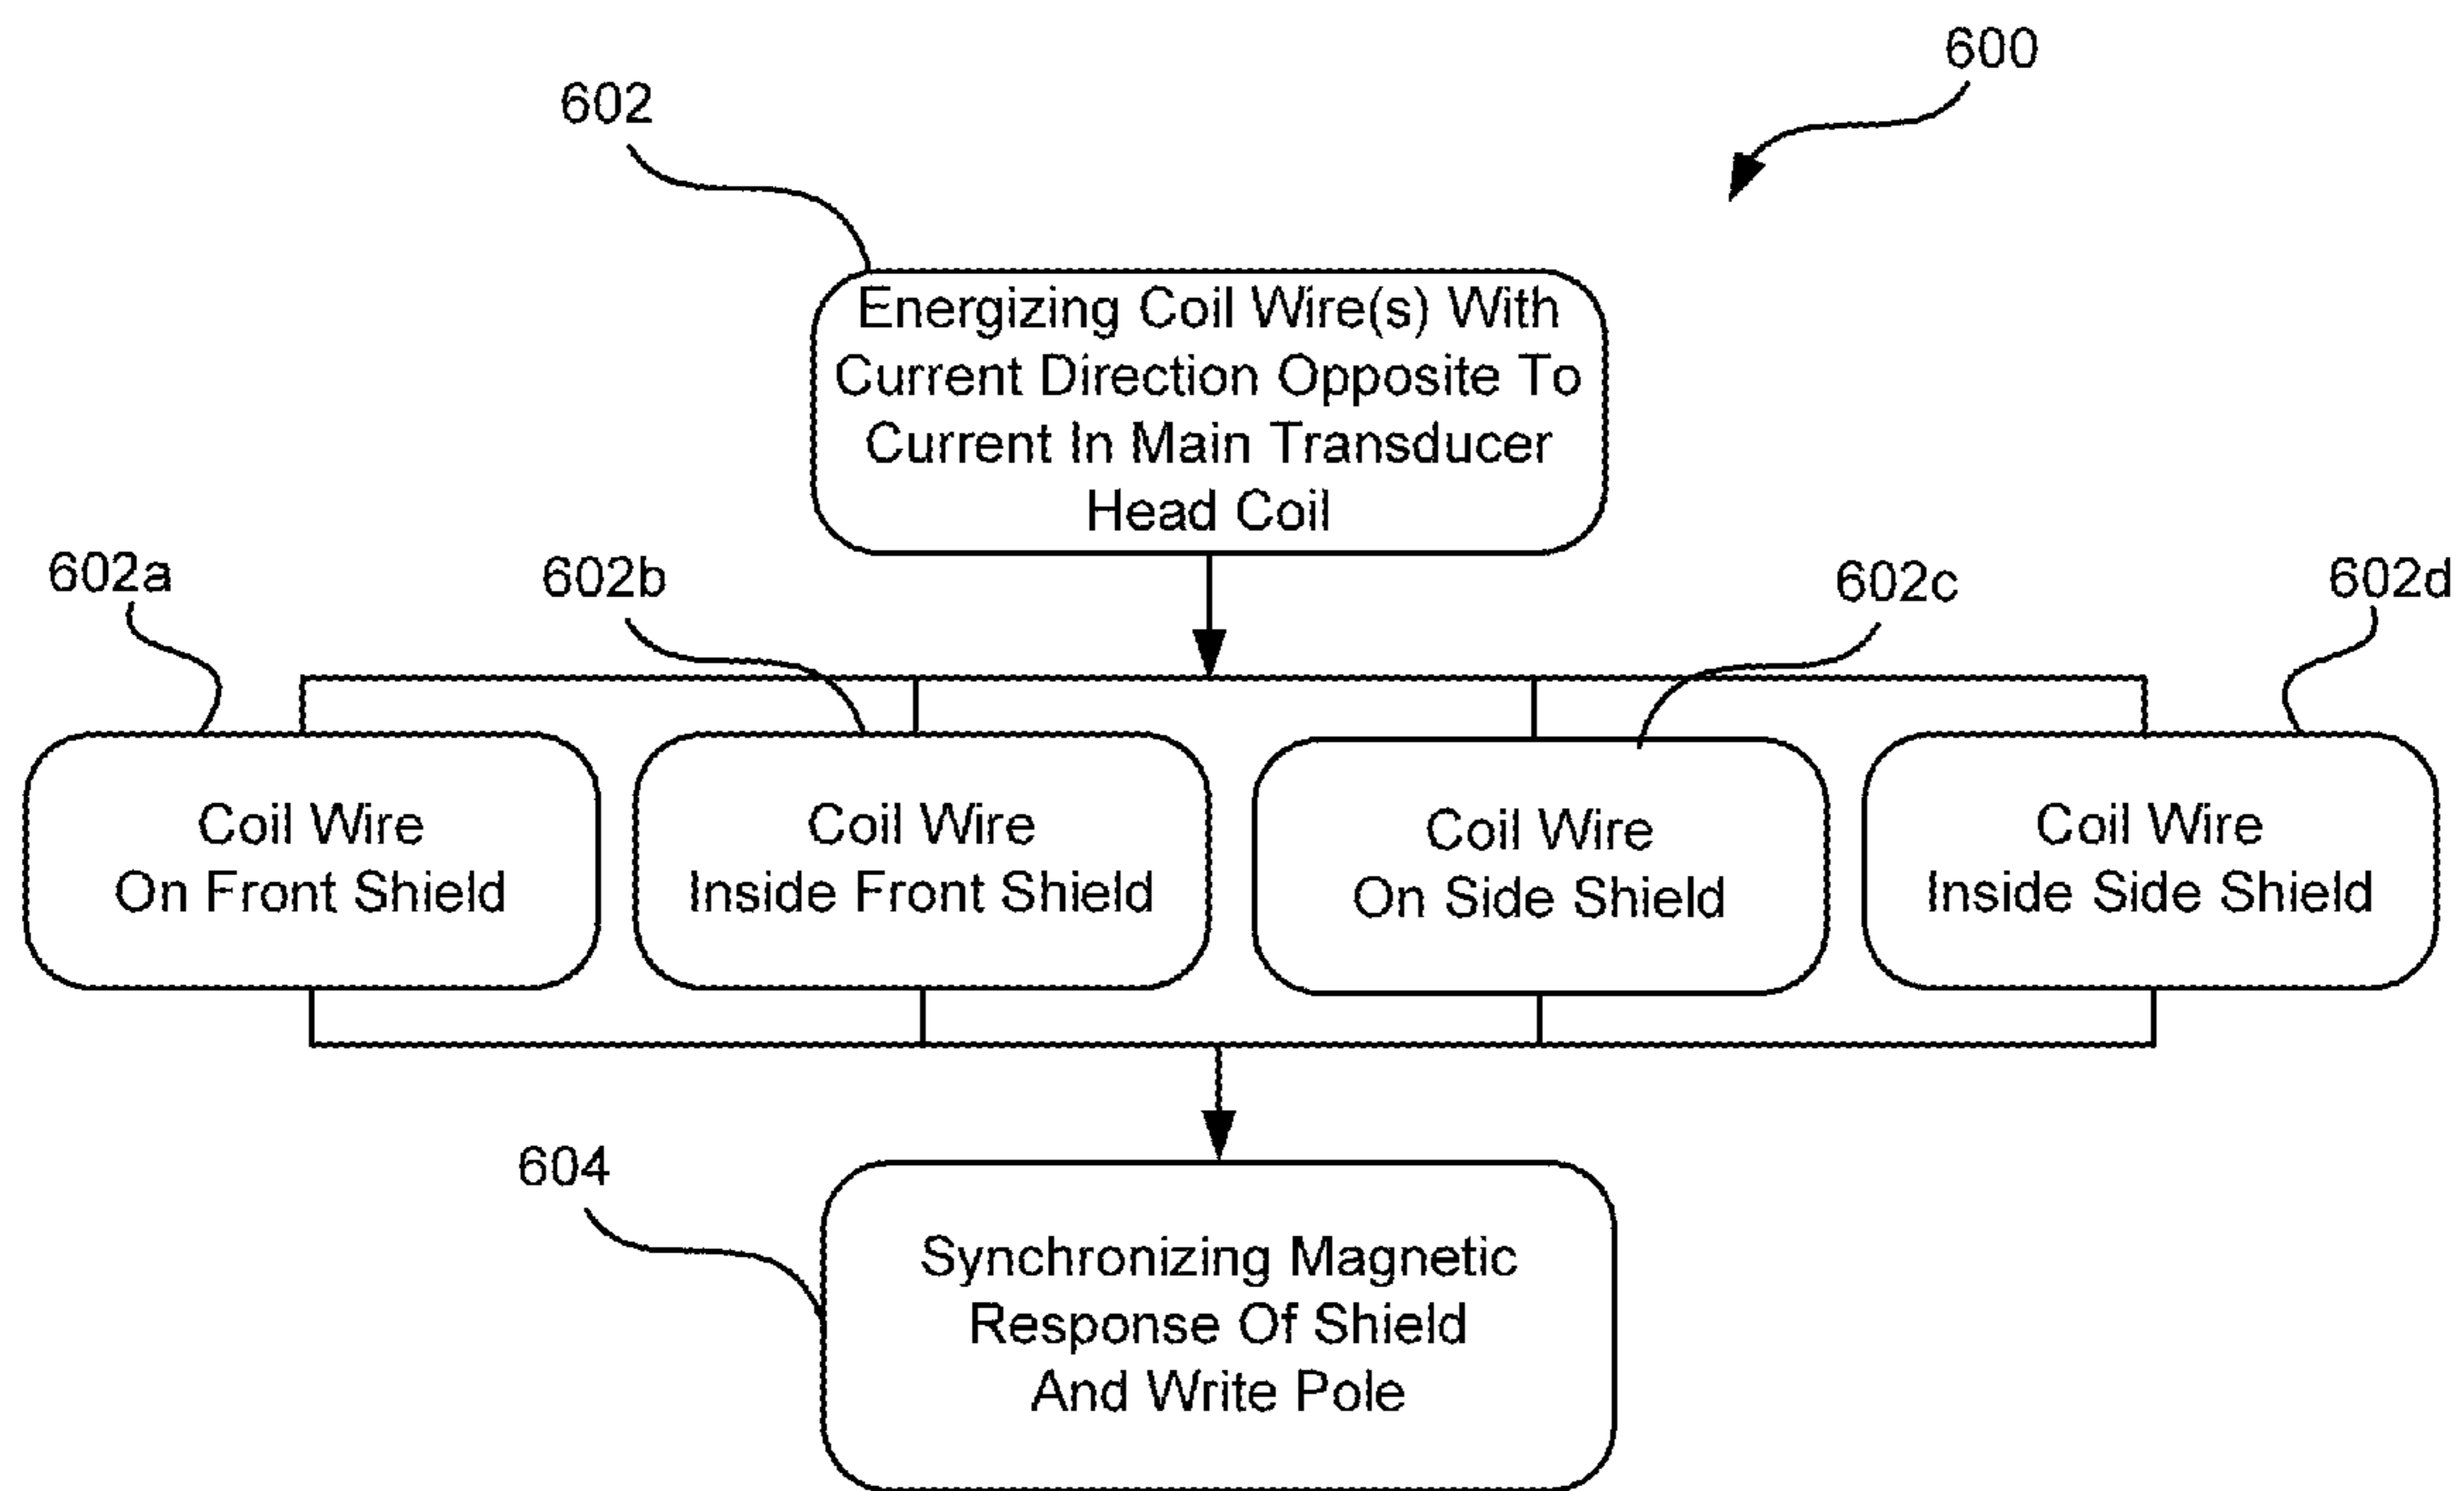 600
602
Energizing Coil Wire(s) With
Current Direction Opposite To
Current In Main Transducer
Head Coil
602a
602b
602c
602d
Coil Wire
On Front Shield
Coil Wire
Inside Front Shield
Coil Wire
On Side Shield
Coil Wire
Inside Side Shield
604
Synchronizing Magnetic
Response Of Shield
And Write Pole